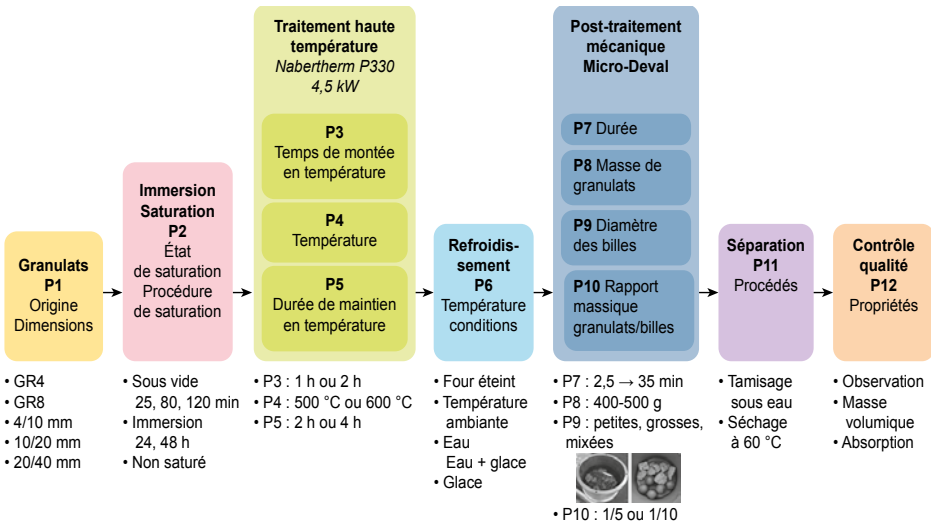 Granulats
P1
Origine
Dimensions
• GR4
• GR8
• 4/10 mm
• 10/20 mm
• 20/40 mm
Immersion
Saturation
P2
État
de saturation
Procédure
de saturation
• Sous vide
25, 80, 120 min
• Immersion
24, 48 h
• Non saturé
Traitement haute
température
Nabertherm P330
4,5 kW
P3
Temps de montée
en température
P4
Température
P5
Durée de maintien
en température
• P3 : 1 h ou 2 h
• P4 : 500 °C ou 600 °C
• P5 : 2 h ou 4 h
Refroidis-
sement
P6
Température
conditions
• Four éteint
• Température
ambiante
• Eau
Eau + glace
• Glace
Post-traitement
mécanique
Micro-Deval
P7 Durée
P8 Masse de
granulats
P9 Diamètre
des billes
P10 Rapport
massique
granulats/billes
• P7 : 2,5 → 35 min
• P8 : 400-500 g
• P9 : petites, grosses,
mixées
• P10 : 1/5 ou 1/10
Séparation
P11
Procédés
• Tamisage
sous eau
• Séchage
à 60 °C
Contrôle
qualité
P12
Propriétés
• Observation
• Masse
volumique
• Absorption